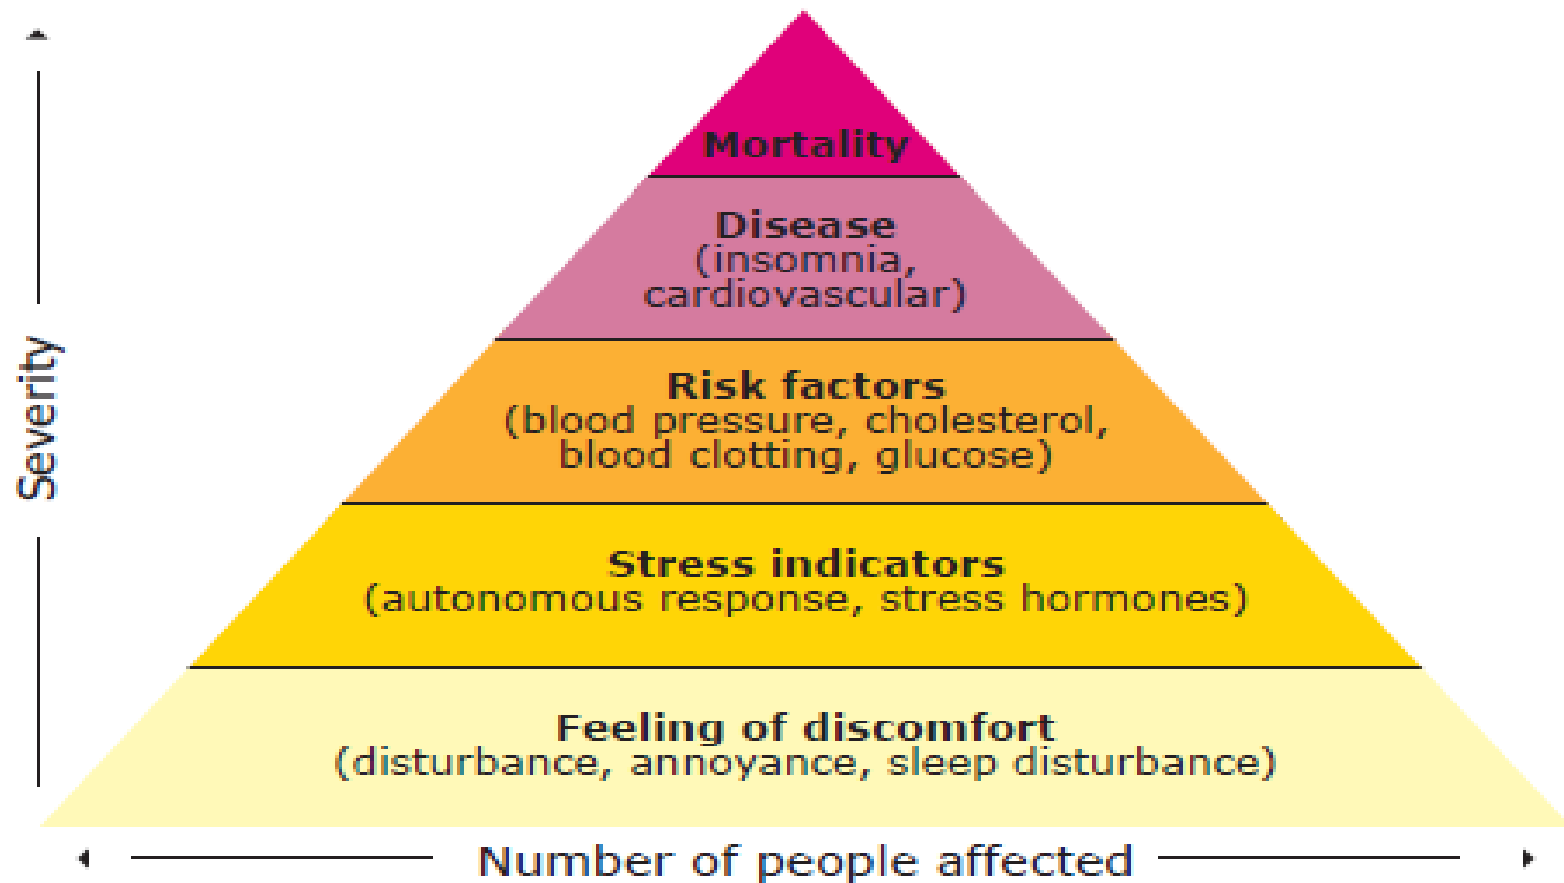 Mortality
Disease
(insomnia,
cardiovascular)
Risk factors
(blood pressure, cholesterol,
blood clotting, glucose)
Severity
Stress indicators
(autonomous response, stress hormones)
Feeling of discomfort
(disturbance, annoyance, sleep disturbance)
Number of people affected